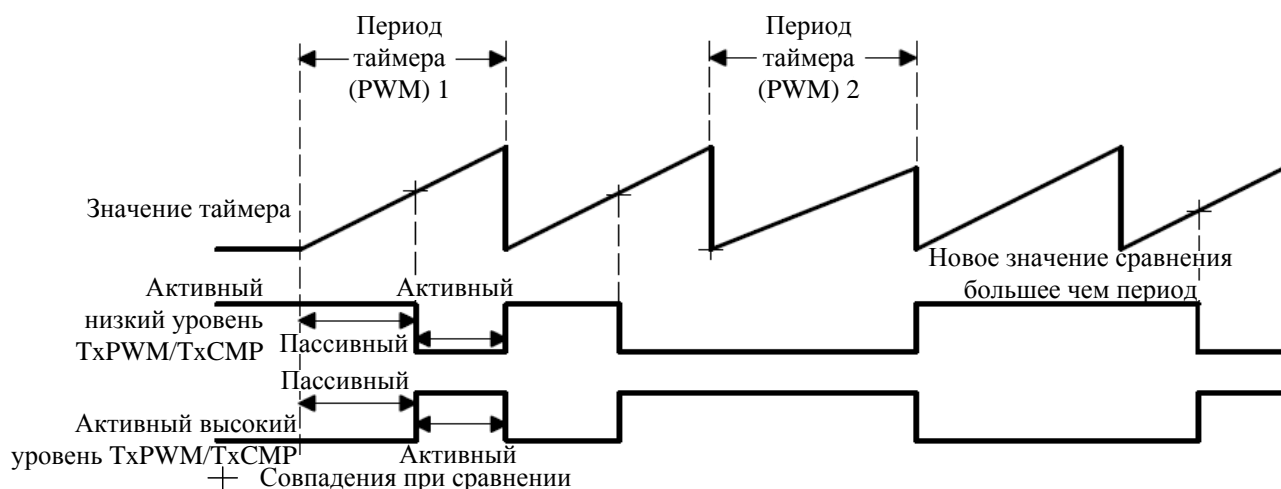 Период
таймера
(PWM) 1
Период
таймера
(PWM) 2
Значение таймера
Новое значение сравнения
большее чем период
Активный
низкий уровень
TxPWM/TxCMP
Активный
Пассивный
Пассивный
Активный высокий
уровень TxPWM/TxCMP
Активный
Совпадения при сравнении